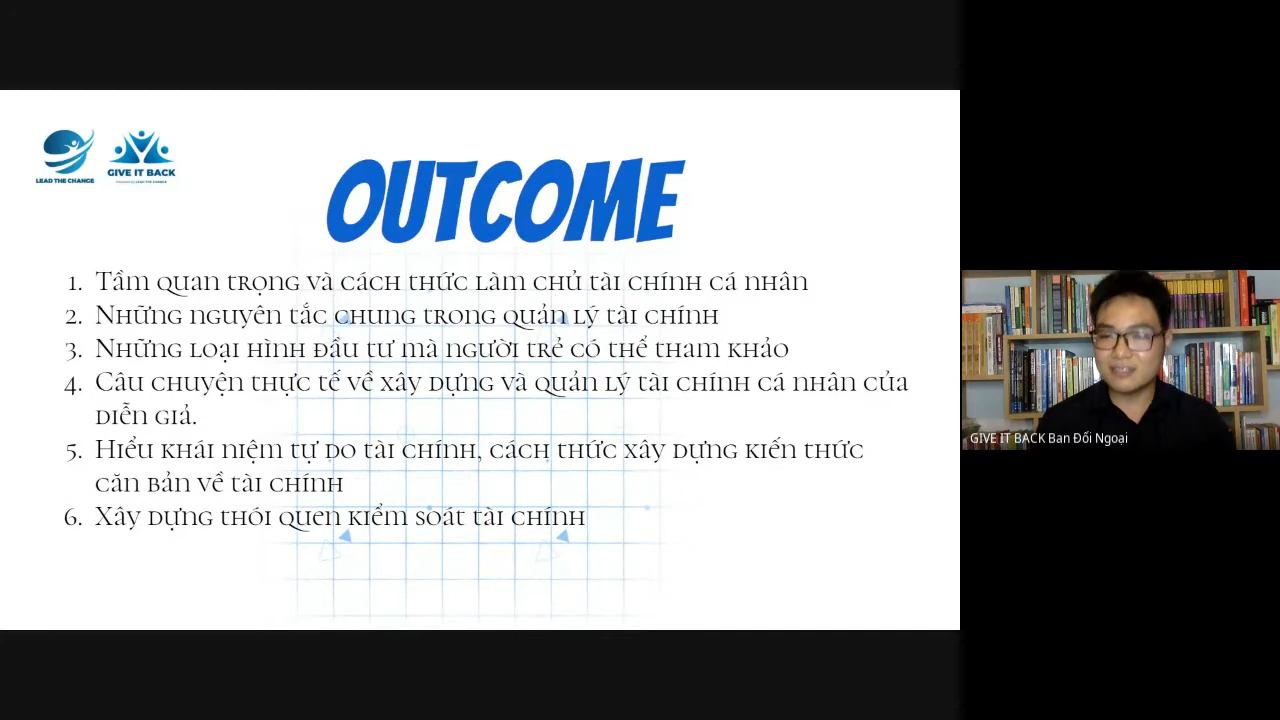 LEAD THE CHANGE
GIVE IT BACK
OUTCOME
1. Tầm quan trọng và cách thức làm chủ tài chính cá nhân
2. Những nguyên tắc chung trong quản lý tài chính
3. Những loại hình đầu tư mà người trẻ có thể tham khảo
4. Câu chuyện thực tế về xây dựng và quản lý tài chính cá nhân của
diễn giả.
5. Hiểu khái niệm tự do tài chính, cách thức xây dựng kiến thức
căn bản về tài chính
6. Xây dựng thói quen kiểm soát tài chính
GIVE IT BACK Ban Đối Ngoại